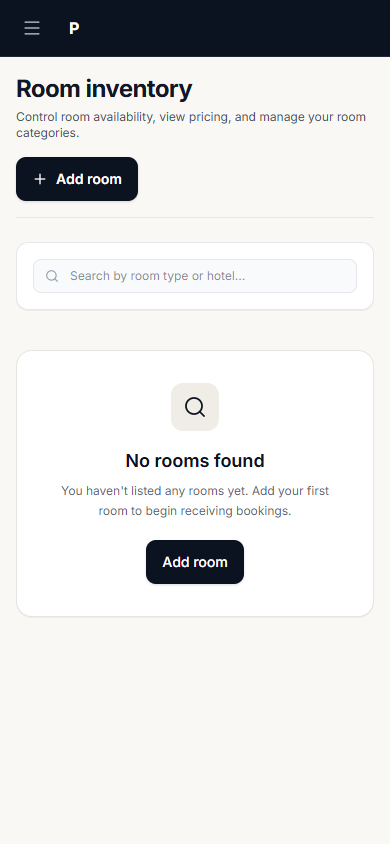 P
Room inventory
Control room availability, view pricing, and manage your room
categories.
Add room
Search by room type or hotel...
No rooms found
You haven't listed any rooms yet. Add your first
room to begin receiving bookings.
Add room